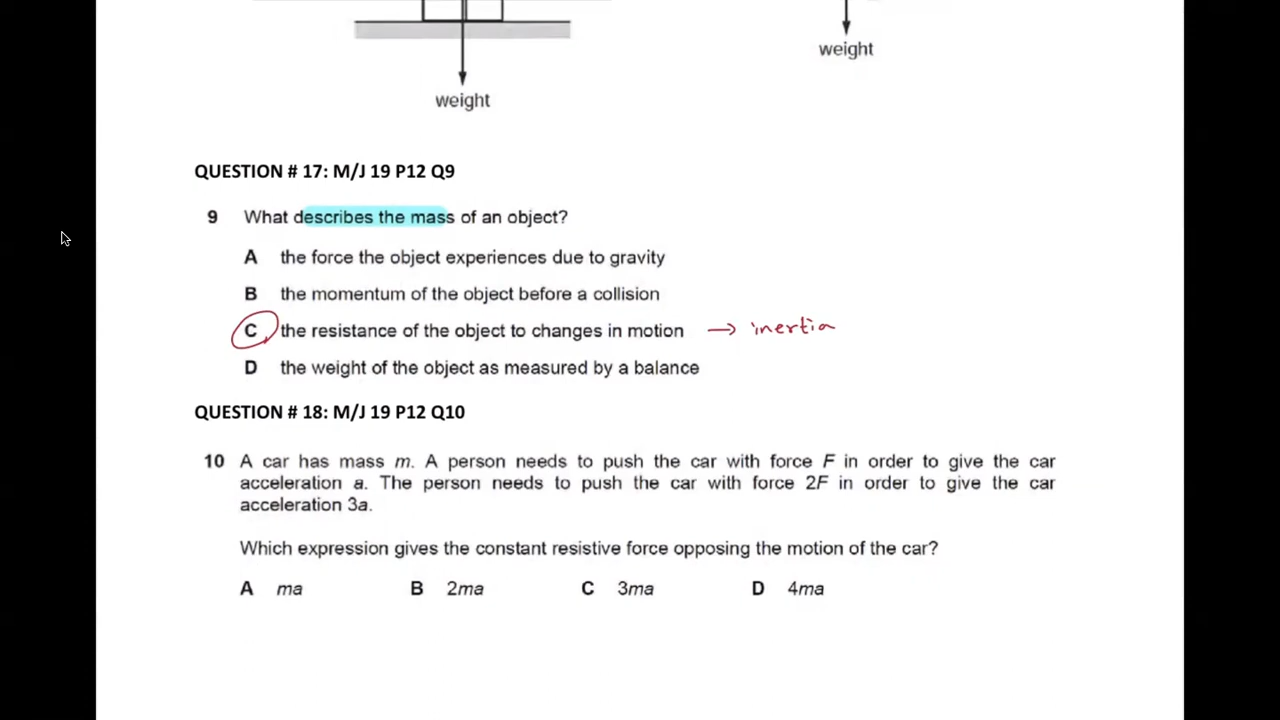 weight
weight
QUESTION # 17: M/J 19 P12 Q9
9 What describes the mass of an object?
A the force the object experiences due to gravity
B the momentum of the object before a collision
C the resistance of the object to changes in motion → inertia
D the weight of the object as measured by a balance
QUESTION # 18: M/J 19 P12 Q10
10 A car has mass m. A person needs to push the car with force F in order to give the car
acceleration a. The person needs to push the car with force 2F in order to give the car
acceleration 3a.
Which expression gives the constant resistive force opposing the motion of the car?
A ma B 2ma C 3ma D 4ma